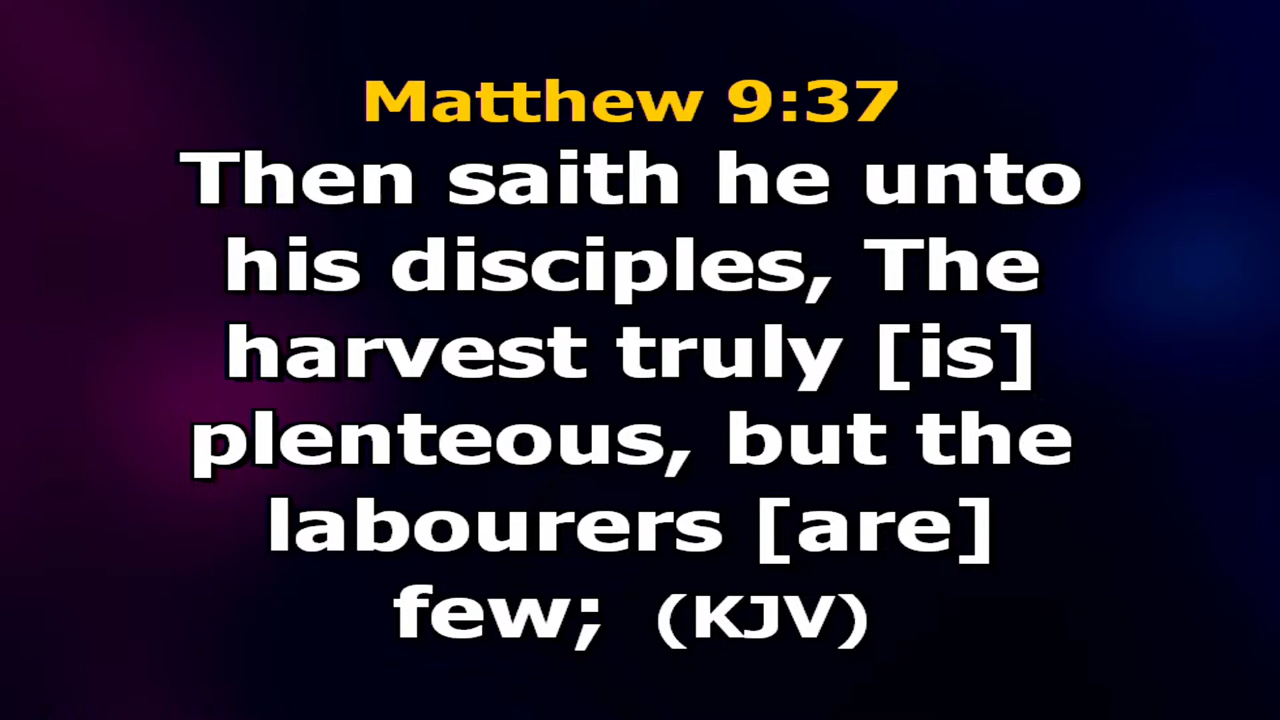 Matthew 9:37
Then saith he unto
his disciples, The
harvest truly [is]
plenteous, but the
labourers [are]
few; (KJV)